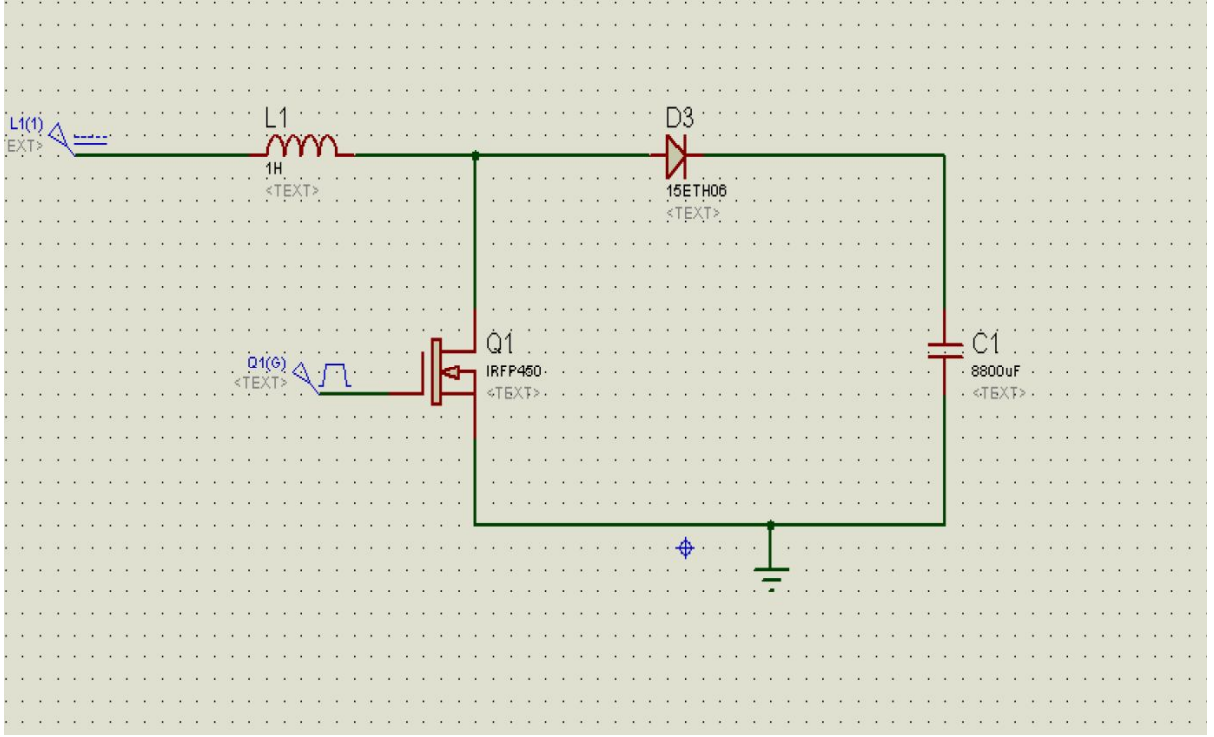 L1(1)
EXT>
L1
1H
<TEXT>
D3
15ETH06
<TEXT>
Q1(G)
<TEXT>
Q1
IRFP450
<TEXT>
C1
8800uF
<TEXT>